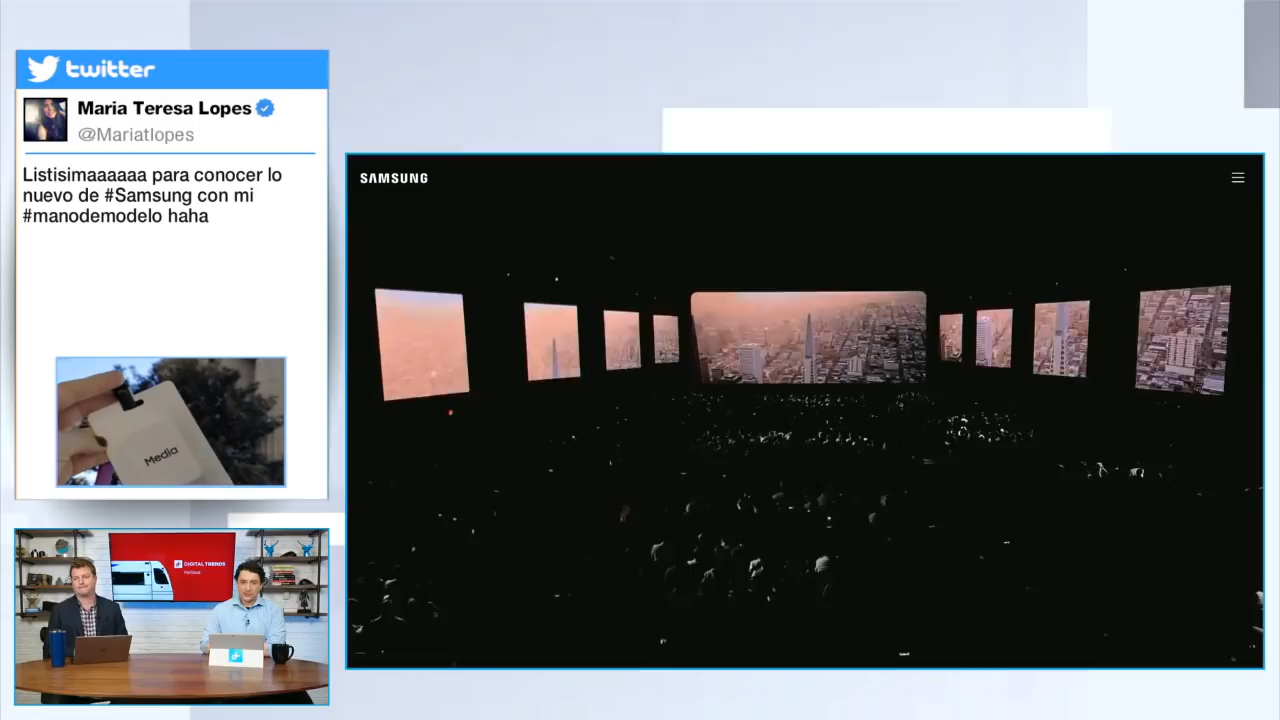 twitter
Maria Teresa Lopes
@Mariatlopes
Listisimaaaaaa para conocer lo
nuevo de #Samsung con mi
#manodemodelo haha
Media
SAMSUNG
DIGITAL TRENDS
Portland